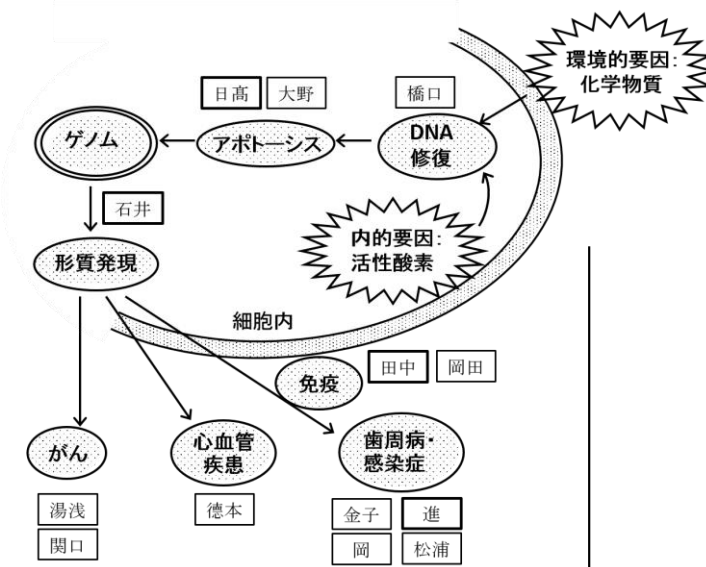 環境的要因:
化学物質
日髙
大野
橋口
ゲノム
アポトーシス
DNA
修復
石井
内的要因:
活性酸素
形質発現
細胞内
田中
岡田
免疫
がん
心血管
疾患
歯周病・
感染症
湯浅
德本
金子
進
関口
岡
松浦